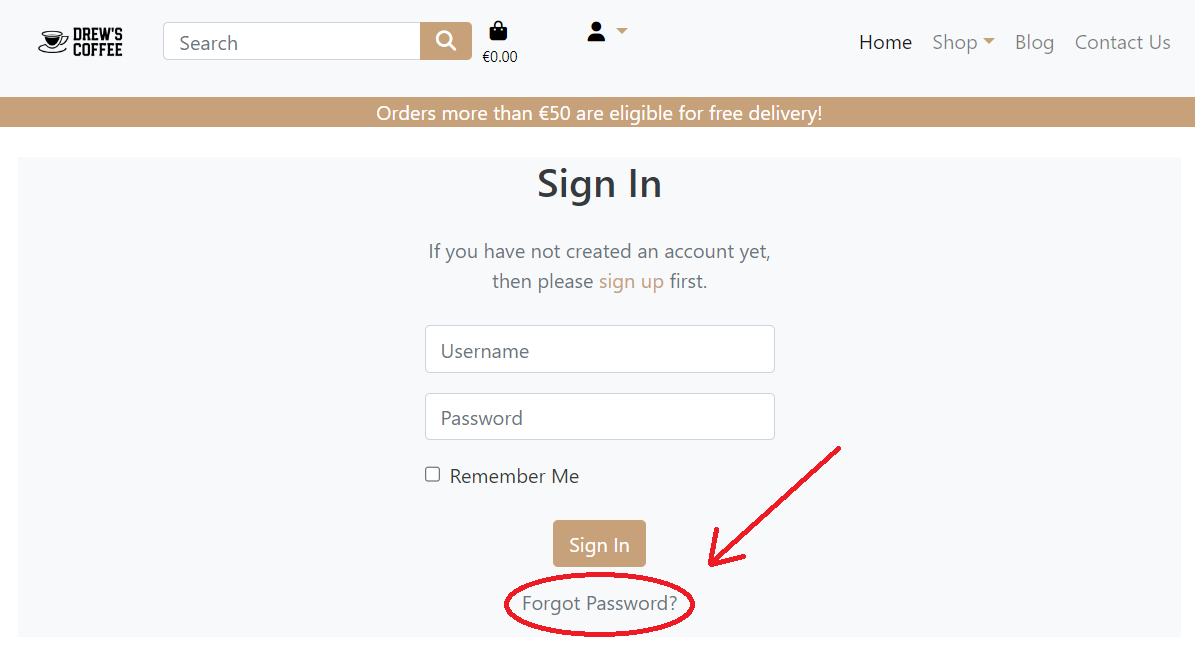 DREW'S
COFFEE
Search
€0.00
Home Shop Blog Contact Us
Orders more than €50 are eligible for free delivery!
Sign In
If you have not created an account yet,
then please sign up first.
Username
Password
Remember Me
Sign In
Forgot Password?